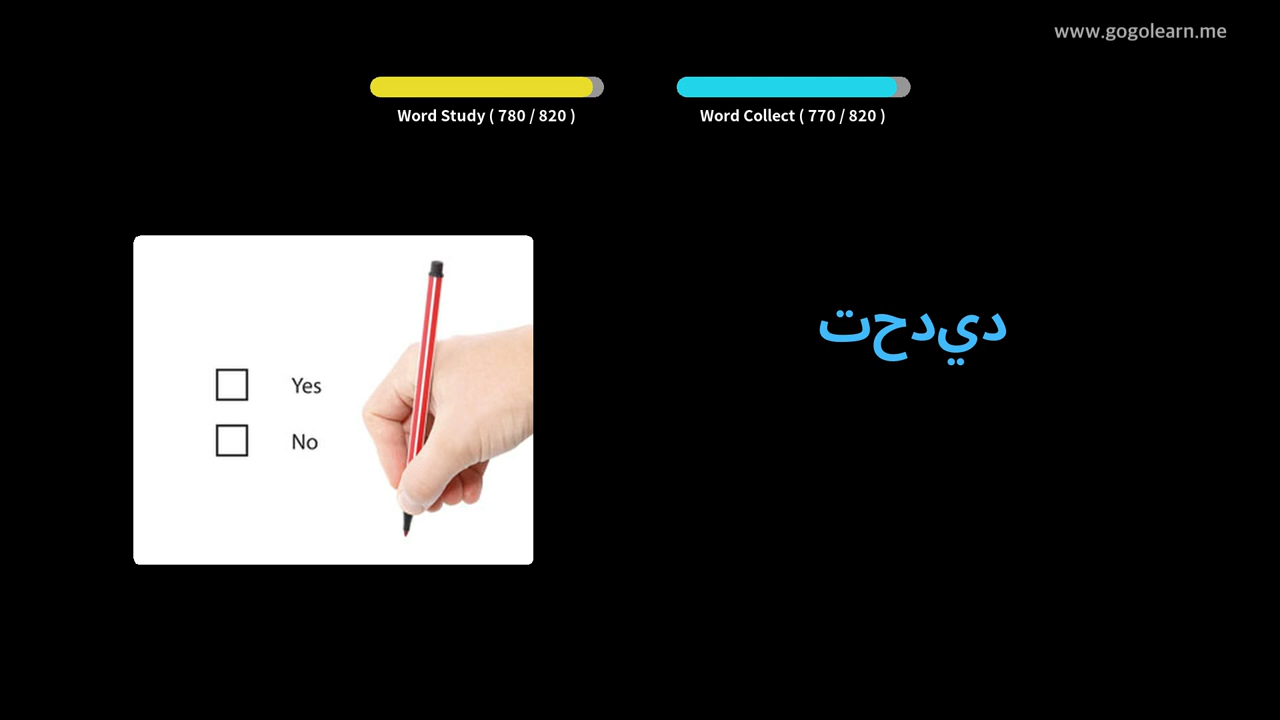 www.gogolearn.me
Word Study ( 780 / 820 )
Word Collect ( 770 / 820 )
تحديد
Yes
No